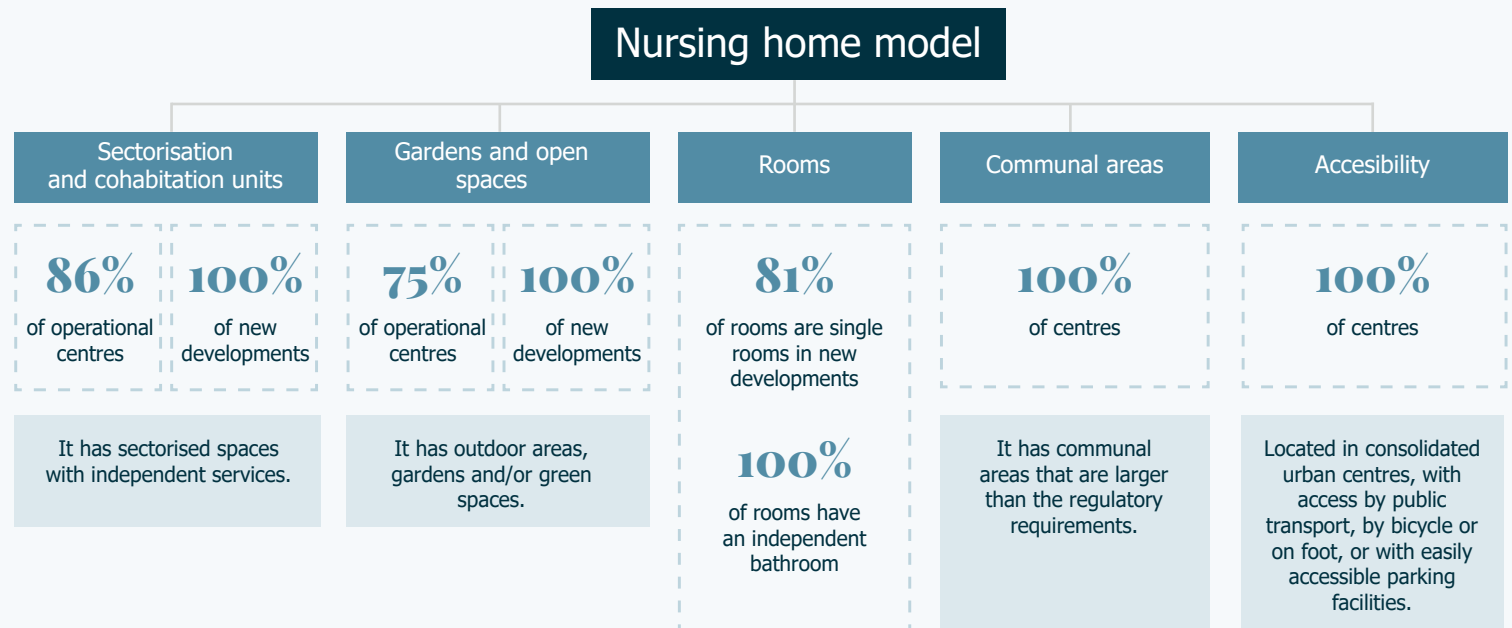 Nursing home model
Sectorisation
and cohabitation units
86%
of operational
centres
100%
of new
developments
It has sectorised spaces
with independent services.
Gardens and open
spaces
75%
of operational
centres
100%
of new
developments
It has outdoor areas,
gardens and/or green
spaces.
Rooms
81%
of rooms are single
rooms in new
developments
100%
of rooms have
an independent
bathroom
Communal areas
100%
of centres
It has communal
areas that are larger
than the regulatory
requirements.
Accesibility
100%
of centres
Located in consolidated
urban centres, with
access by public
transport, by bicycle or
on foot, or with easily
accessible parking
facilities.